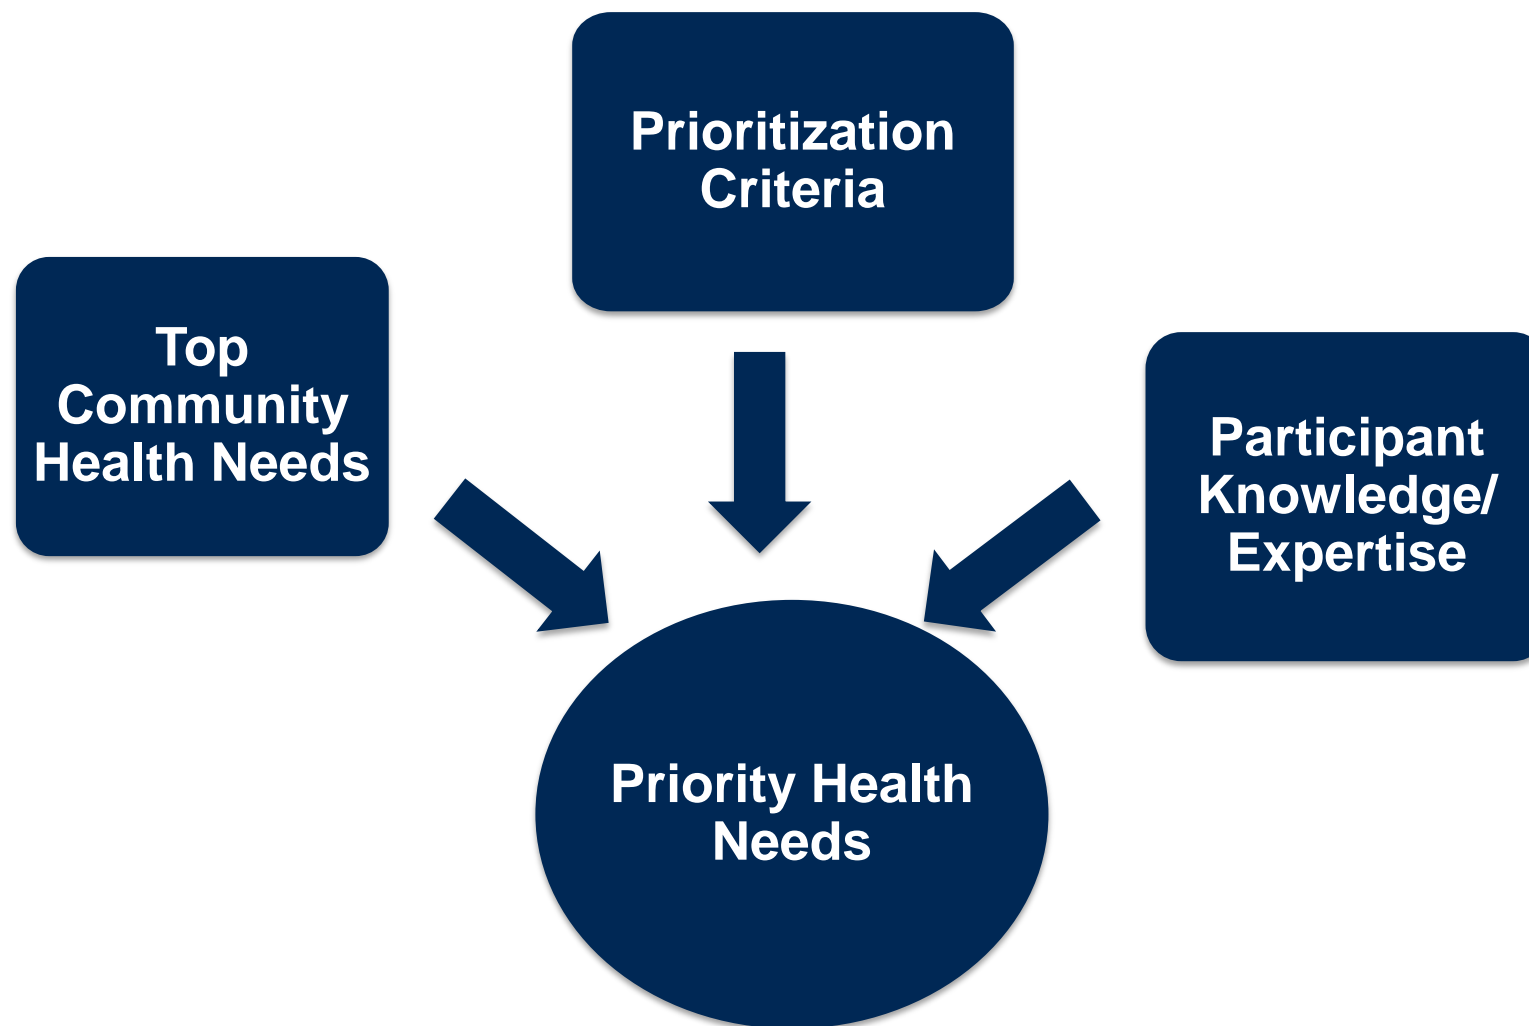 Prioritization
Criteria
Top
Community
Health Needs
Participant
Knowledge/
Expertise
Priority Health
Needs